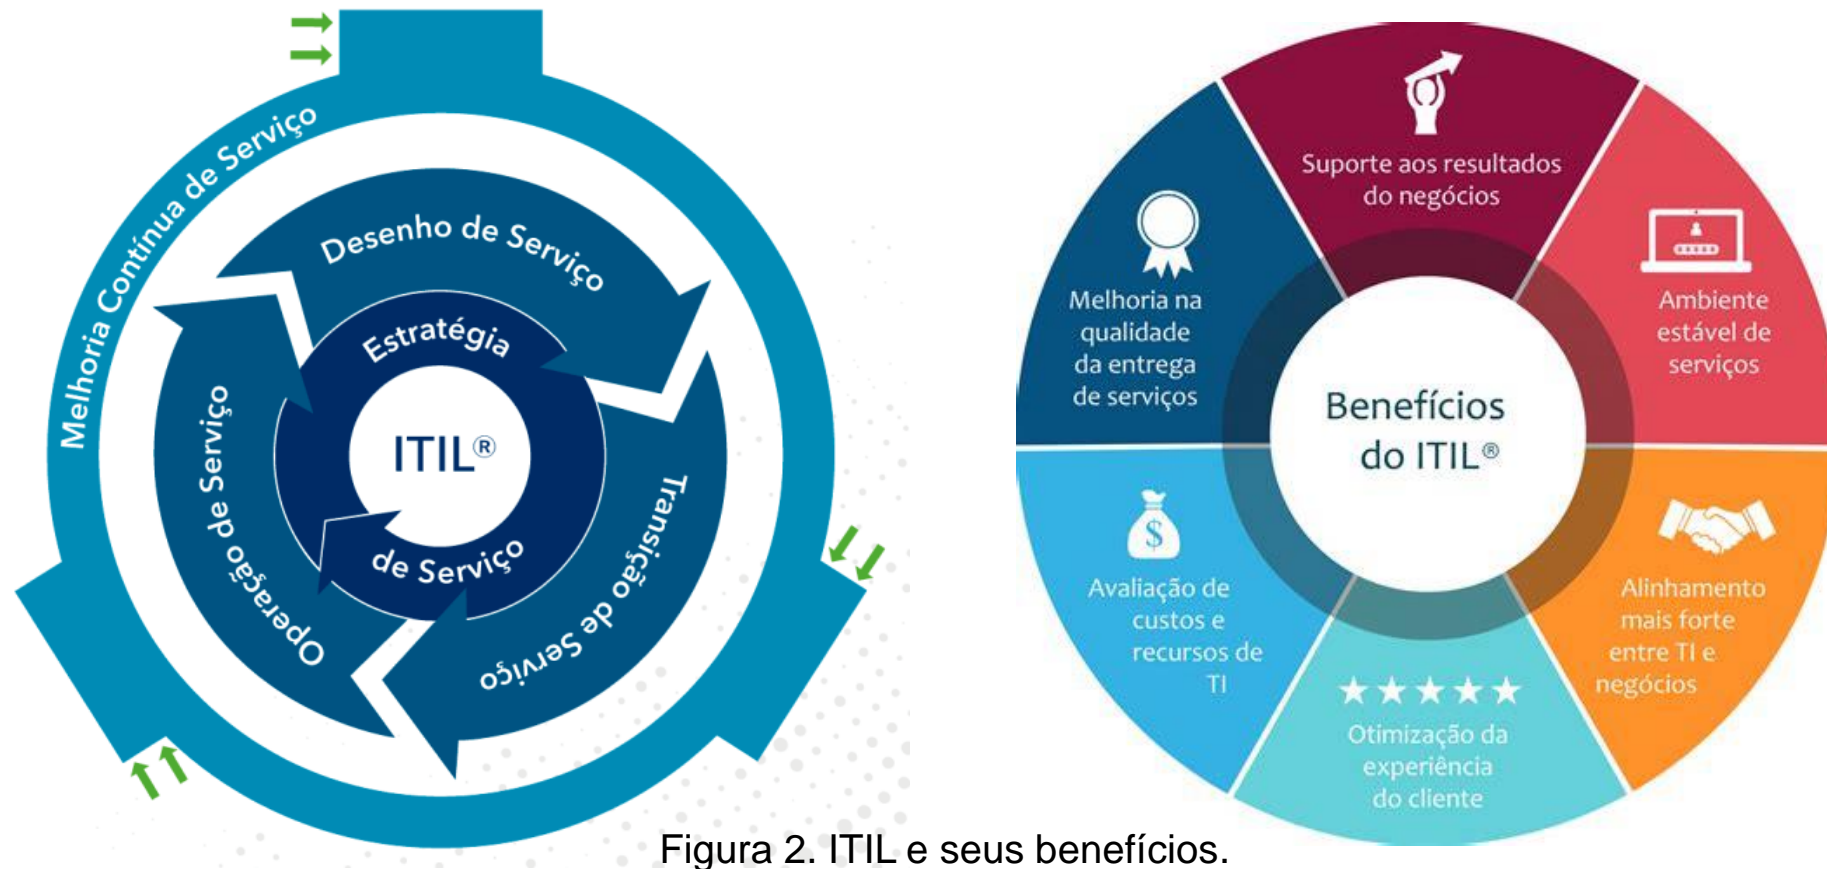 Melhoria Contínua de Serviço
Desenho de Serviço
Estratégia
de Serviço
ITIL®
Transição de Serviço
Operação de Serviço
Suporte aos resultados
do negócios
Ambiente
estável de
serviços
Alinhamento
mais forte
entre TI e
negócios
Otimização da
experiência
do cliente
Avaliação de
custos e
recursos de
TI
$
Melhoria na
qualidade
da entrega
de serviços
Benefícios
do ITIL®
Figura 2. ITIL e seus benefícios.